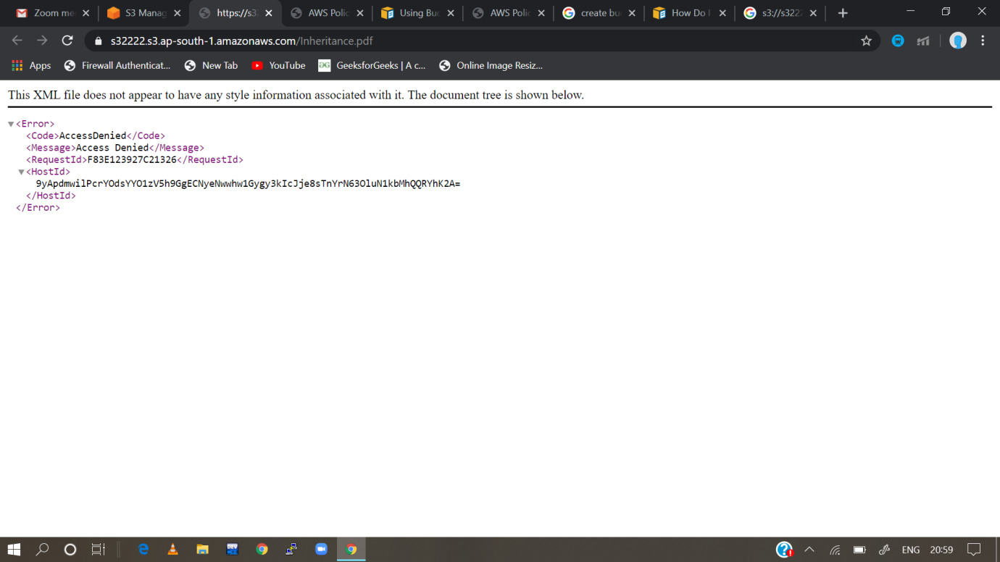 Zoom me
S3 Manag
https://s3.
AWS Polic
Using Buc
AWS Polic
create bu
How Do I
s3://s3222
s32222.s3.ap-south-1.amazonaws.com/Inheritance.pdf
Apps
Firewall Authenticat...
New Tab
YouTube
GeeksforGeeks | A c...
Online Image Resiz...
This XML file does not appear to have any style information associated with it. The document tree is shown below.
<Error>
<Code>AccessDenied</Code>
<Message>Access Denied</Message>
<RequestId>F83E123927C21326</RequestId>
<HostId>
9yApdmwilPcrYOdsYYO1zV5h9GgECNyeNwwhw1Gygy3kIcJje8sTnYrN63OluN1kbMhQQRYhK2A=
</HostId>
</Error>
DEV
ENG
20:59